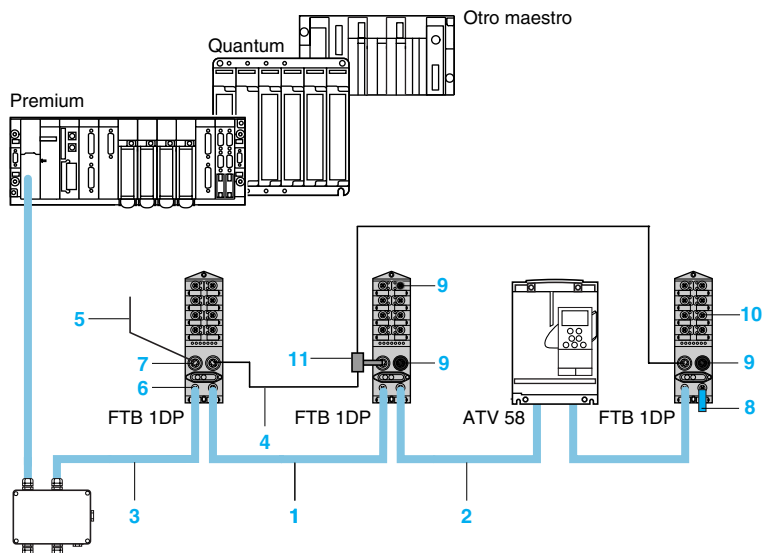 Otro maestro
Quantum
Premium
9
5
10
11
7
9
9
6
8
FTB 1DP
FTB 1DP
ATV 58
FTB 1DP
4
3
1
2